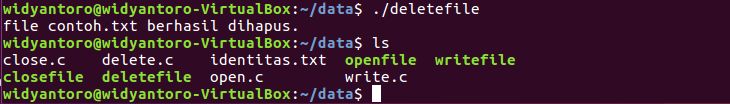 widyantoro@widyantoro-VirtualBox:~/data$ ./deletefile
file contoh.txt berhasil dihapus.
widyantoro@widyantoro-VirtualBox:~/data$ ls
close.c    delete.c    identitas.txt  openfile  writefile
closefile  deletefile  open.c         write.c
widyantoro@widyantoro-VirtualBox:~/data$